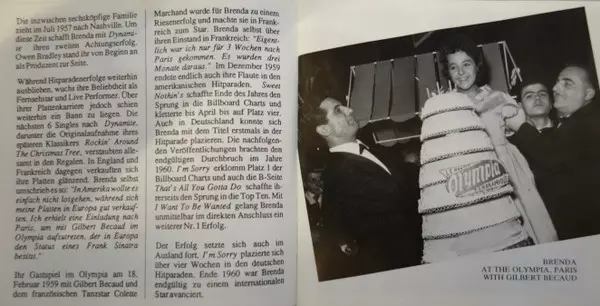 Die inzwischen sechsköpfige Familie
zieht im Juli 1957 nach Nashville. Um
diese Zeit schafft Brenda mit Dynami-
te ihren zweiten Achtungserfolg.
Owen Bradley stand ihr von Beginn an
als Produzent zur Seite.
Während Hitparadenerfolge weiterhin
ausblieben, wuchs ihre Beliebtheit als
Fernsehstar und Live Performer. Über
ihrer Plattenkarriere jedoch schien
weiterhin ein Bann zu liegen. Die
nächsten 6 Singles nach Dynamite,
darunter die Originalaufnahme ihres
späteren Klassikers Rockin' Around
The Christmas Tree, verstaubten alle-
samt in den Regalen. In England und
Frankreich dagegen verkauften sich
ihre Platten glänzend. Brenda selbst
umschrieb es so: "In Amerika wollte es
einfach nicht losgehen, während sich
meine Platten in Europa gut verkauf-
ten. Ich erhielt eine Einladung nach
Paris, um mit Gilbert Becaud im
Olympia aufzutreten, der in Europa
den Status eines Frank Sinatra
besitzt."
Ihr Gastspiel im Olympia am 18.
Februar 1959 mit Gilbert Becaud und
dem französischen Tanzstar Colette
Marchand wurde für Brenda zu einem
Riesenerfolg und machte sie in Frank-
reich zum Star. Brenda selbst über
ihren Einstand in Frankreich: "Eigent-
lich war ich nur für 3 Wochen nach
Paris gekommen. Es wurden drei
Monate daraus." Im Dezember 1959
endete endlich auch ihre Flaute in den
amerikanischen Hitparaden. Sweet
Nothin's schaffte Ende des Jahres den
Sprung in die Billboard Charts und
kletterte bis April bis auf Platz vier.
Auch in Deutschland konnte sich
Brenda mit dem Titel erstmals in der
Hitparade plazieren. Die nachfolgen-
den Veröffentlichungen brachten den
endgültigen Durchbruch im Jahre
1960. I'm Sorry erklomm Platz 1 der
Billboard Charts und auch die B-Seite
That's All You Gotta Do schaffte ih-
rerseits den Sprung in die Top Ten. Mit
I Want To Be Wanted gelang Brenda
unmittelbar im direkten Anschluss ein
weiterer Nr. 1 Erfolg.
Der Erfolg setzte sich auch im
Ausland fort. I'm Sorry plazierte sich
über vier Wochen in den deutschen
Hitparaden. Ende 1960 war Brenda
endgültig zu einem internationalen
Star avanciert.
Olympia
BRENDA
AT THE OLYMPIA, PARIS
WITH GILBERT BECAUD